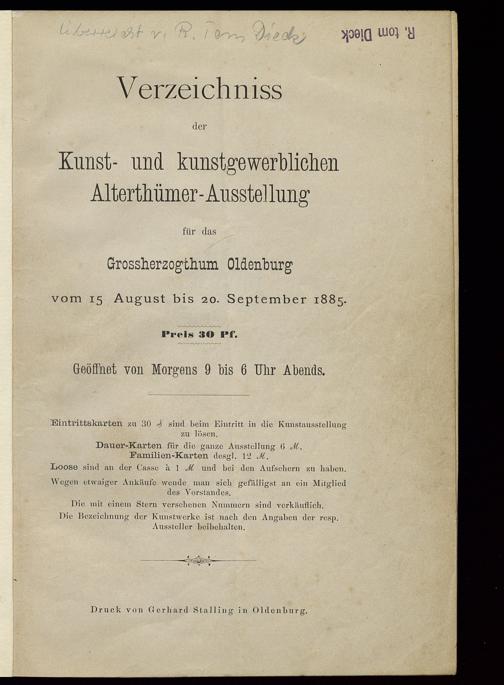 überreicht v. R. Tom Dieck
R. tom Dieck
Verzeichniss
der
Kunst- und kunstgewerblichen
Alterthümer-Ausstellung
für das
Grossherzogthum Oldenburg
vom 15 August bis 20. September 1885.
Preis 30 Pf.
Geöffnet von Morgens 9 bis 6 Uhr Abends.
Eintrittskarten zu 30 ₰ sind beim Eintritt in die Kunstausstellung
zu lösen.
Dauer-Karten für die ganze Ausstellung 6 ℳ.
Familien-Karten desgl. 12 ℳ.
Loose sind an der Casse à 1 ℳ und bei den Aufsehern zu haben.
Wegen etwaiger Ankäufe wende man sich gefälligst an ein Mitglied
des Vorstandes.
Die mit einem Stern versehenen Nummern sind verkäuflich.
Die Bezeichnung der Kunstwerke ist nach den Angaben der resp.
Aussteller beibehalten.
Druck von Gerhard Stalling in Oldenburg.